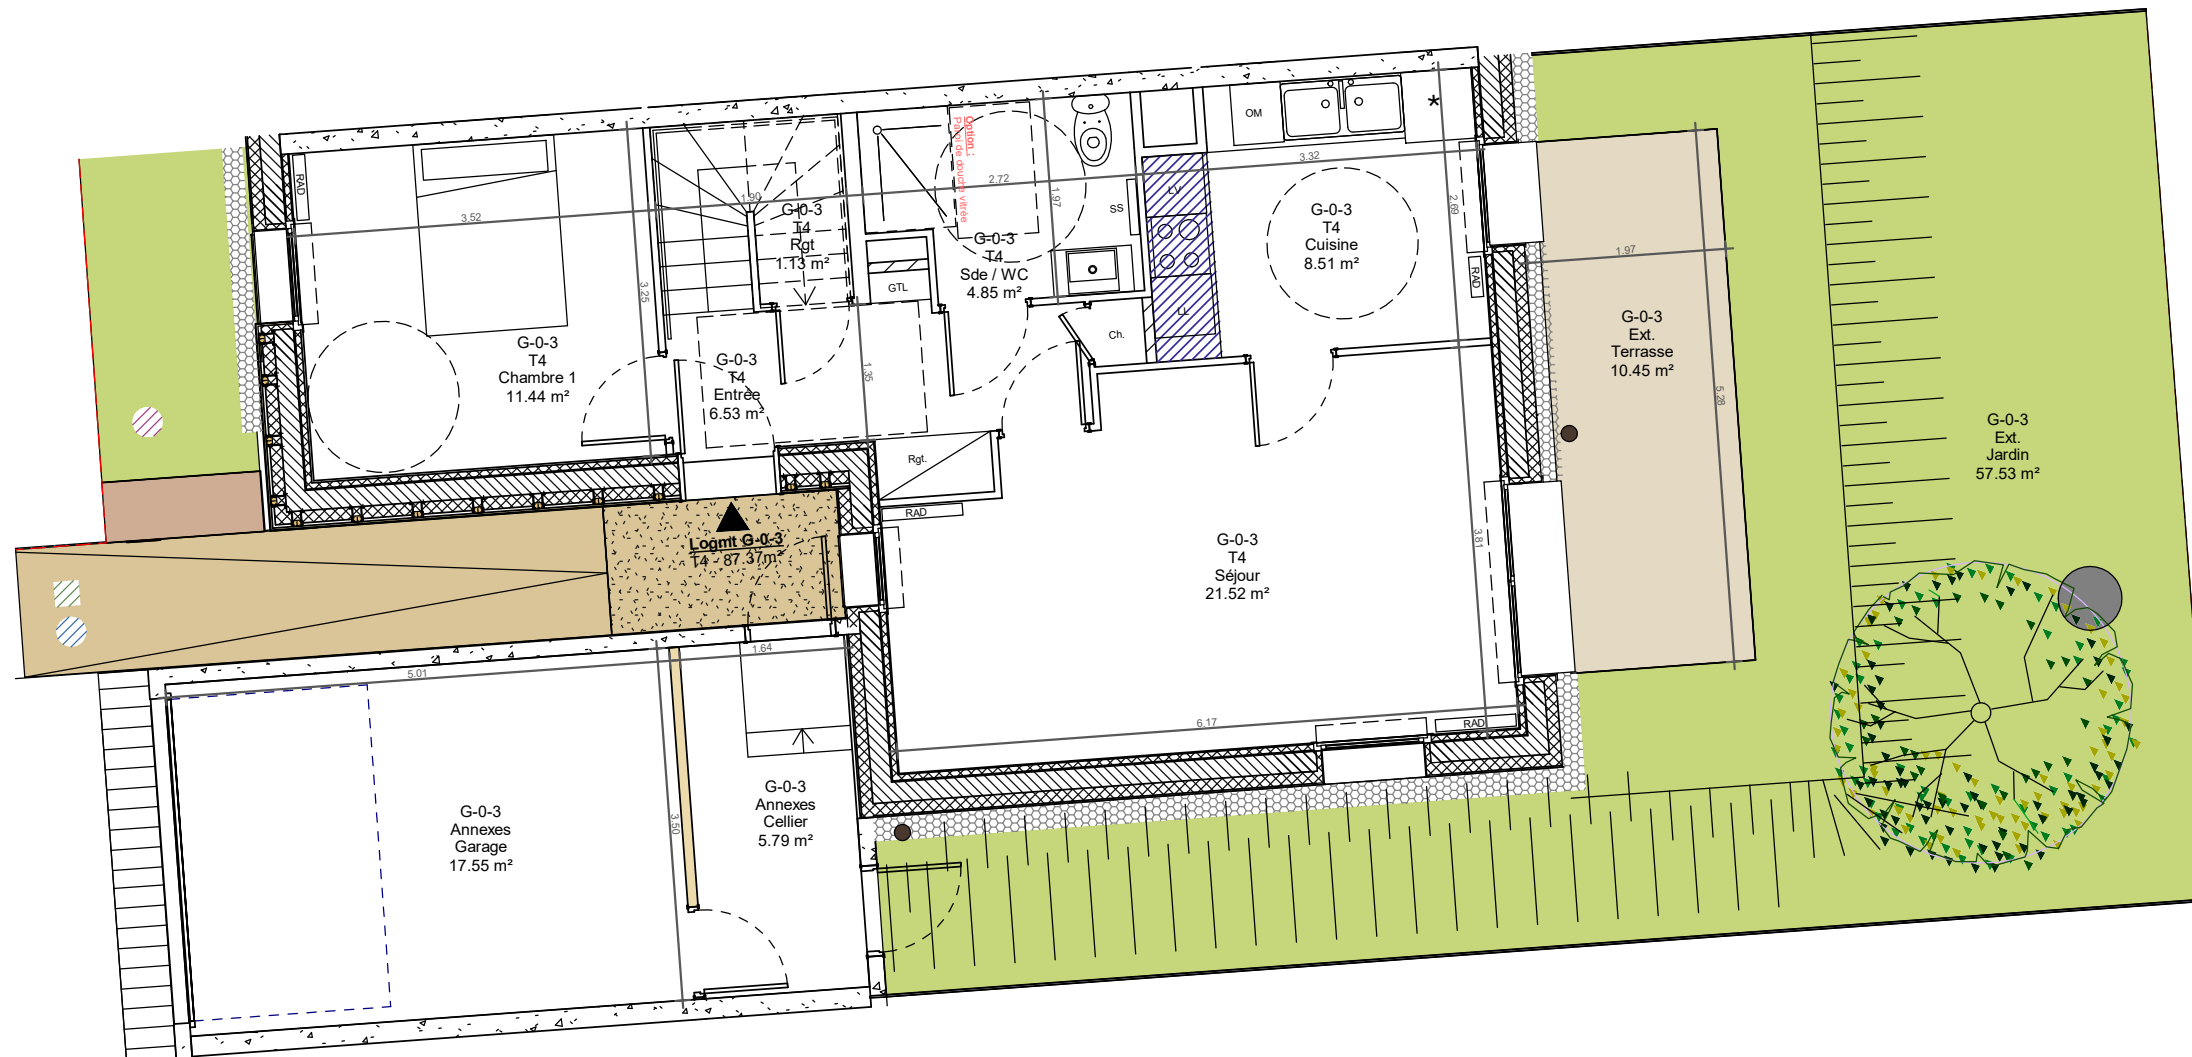 Option :
Paroi de douche vitrée
OM
*
RAD
3.52
1.90
2.72
1.97
3.32
2.69
LV
SS
G-0-3
T4
Rgt
1.13 m²
G-0-3
T4
Sde / WC
4.85 m²
G-0-3
T4
Cuisine
8.51 m²
1.97
RAD
GTL
3.25
LL
Ch.
G-0-3
T4
Chambre 1
11.44 m²
G-0-3
T4
Entrée
6.53 m²
1.35
G-0-3
Ext.
Terrasse
10.45 m²
5.28
G-0-3
Ext.
Jardin
57.53 m²
Rgt.
RAD
Logmt G-0-3
T4 - 87.37m²
G-0-3
T4
Séjour
21.52 m²
3.81
1.64
5.01
6.17
RAD
3.50
G-0-3
Annexes
Garage
17.55 m²
G-0-3
Annexes
Cellier
5.79 m²